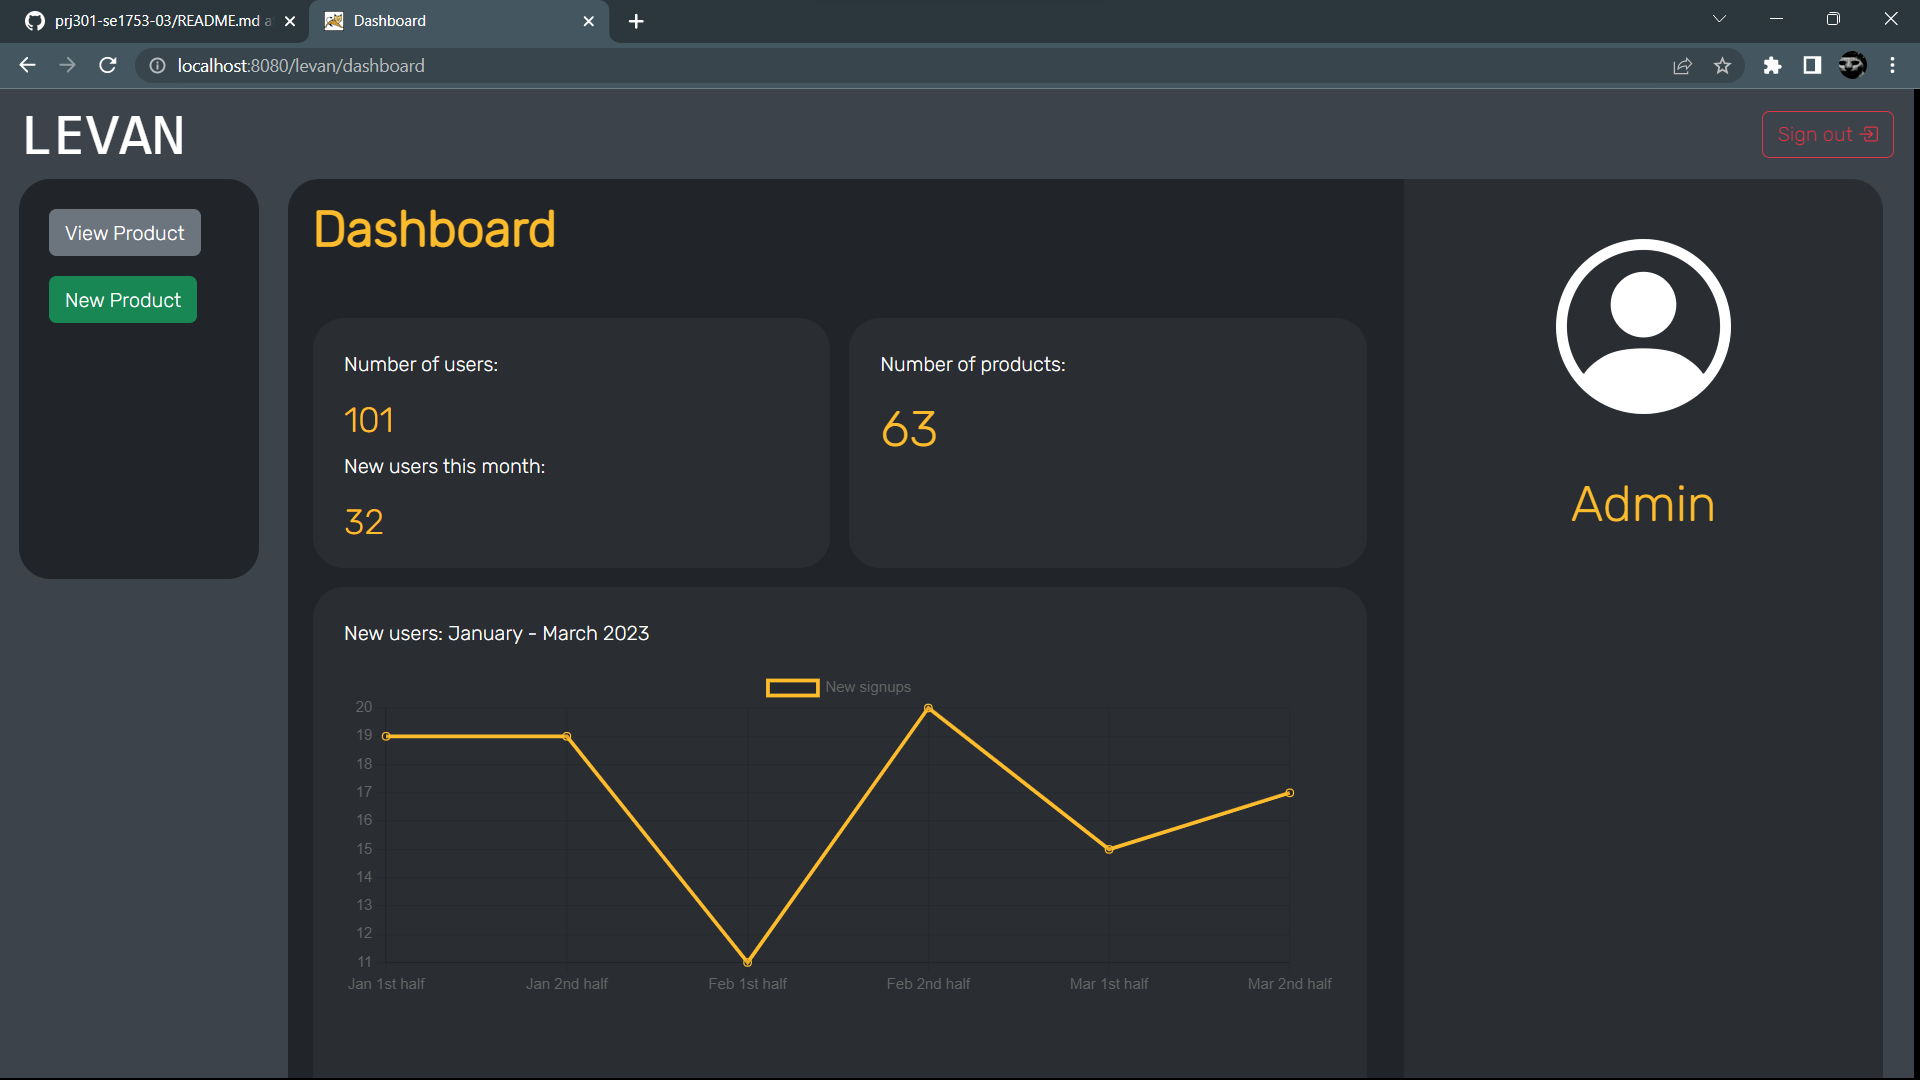 prj301-se1753-03/README.md a
Dashboard
localhost:8080/levan/dashboard
LEVAN
Sign out
View Product
New Product
Dashboard
Number of users:
101
New users this month:
32
Number of products:
63
Admin
New users: January - March 2023
New signups
20
19
18
17
16
15
14
13
12
11
Jan 1st half
Jan 2nd half
Feb 1st half
Feb 2nd half
Mar 1st half
Mar 2nd half